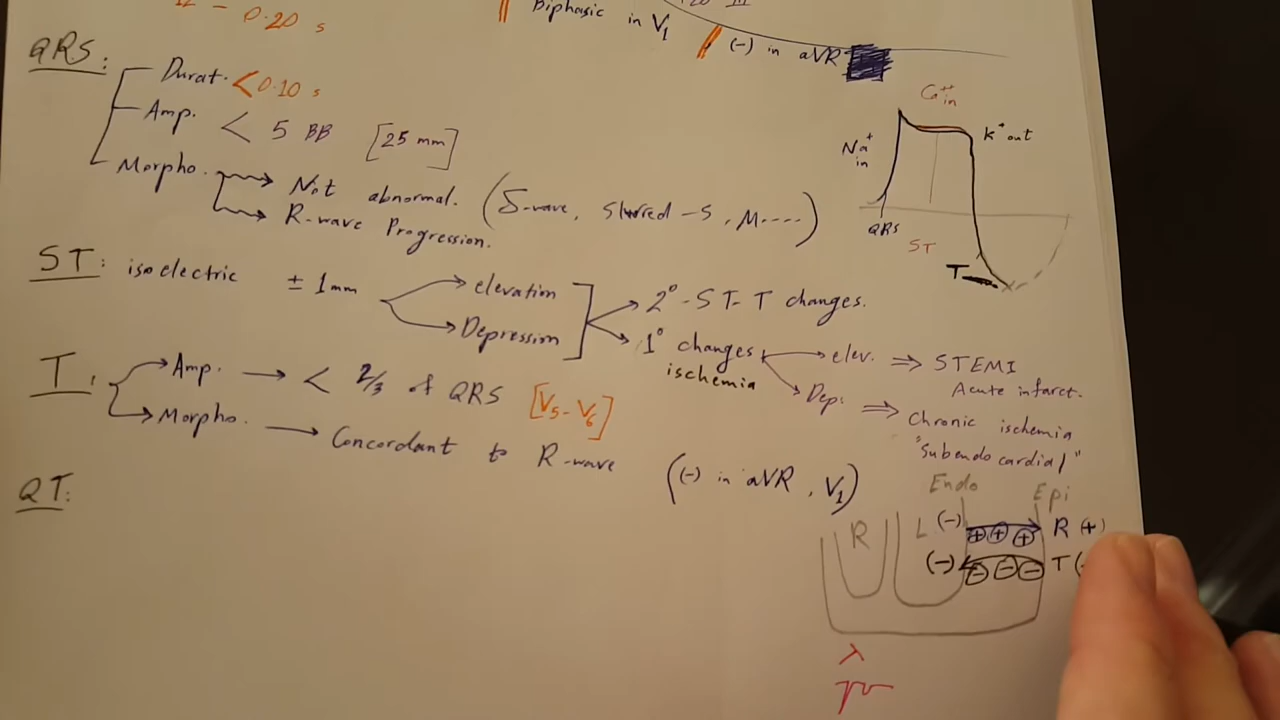 0.20 s
Biphasic in V1
(-) in aVR
QRS:
Durat. <0.10 s
Amp. < 5 BB [25 mm]
Morpho. Not abnormal. (δ-wave, Slurred-S, M----)
R-wave Progression.
Ca++ in
Na+ in
K+ out
QRS
ST
T
ST: isoelectric ± 1mm
elevation
Depression
2°-ST-T changes.
1° changes
ischemia
elev. ⇒ STEMI
Acute infarct.
Dep. ⇒ Chronic ischemia
"Subendocardial"
T:
Amp. → < 2/3 of QRS [V5-V6]
Morpho. → Concordant to R-wave ((-) in aVR, V1)
QT:
Endo Epi
R L (-) + + + R (+)
(-) - - - T (